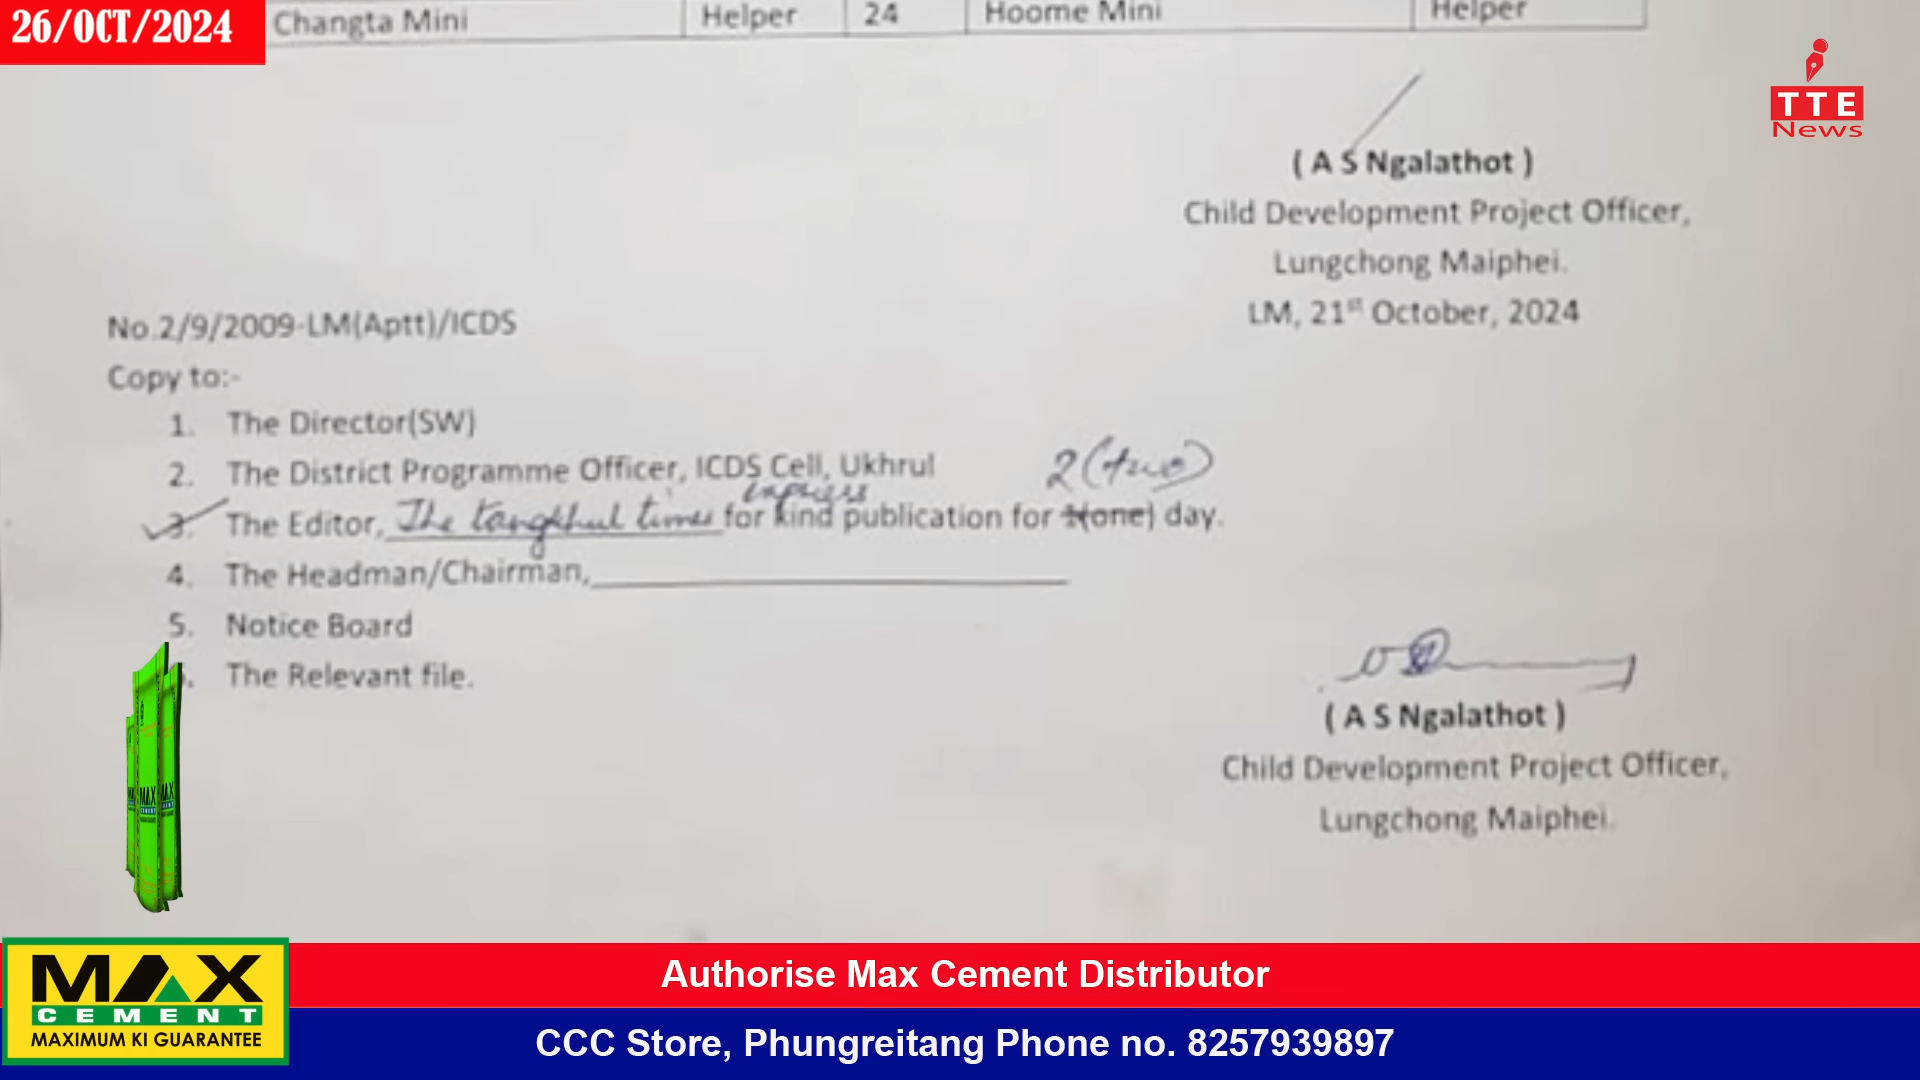 26/OCT/2024
Changta Mini Helper 24 Hoome Mini Helper
TTE
News
( A S Ngalathot )
Child Development Project Officer,
Lungchong Maiphei.
LM, 21st October, 2024
No.2/9/2009-LM(Aptt)/ICDS
Copy to:-
1. The Director(SW)
2. The District Programme Officer, ICDS Cell, Ukhrul
2 (two)
express
3. The Editor, The tangkhul times for kind publication for 1(one) day.
4. The Headman/Chairman,
5. Notice Board
. The Relevant file.
( A S Ngalathot )
Child Development Project Officer,
Lungchong Maiphei.
MAX
MAX
CEMENT
MAXIMUM KI GUARANTEE
Authorise Max Cement Distributor
CCC Store, Phungreitang Phone no. 8257939897